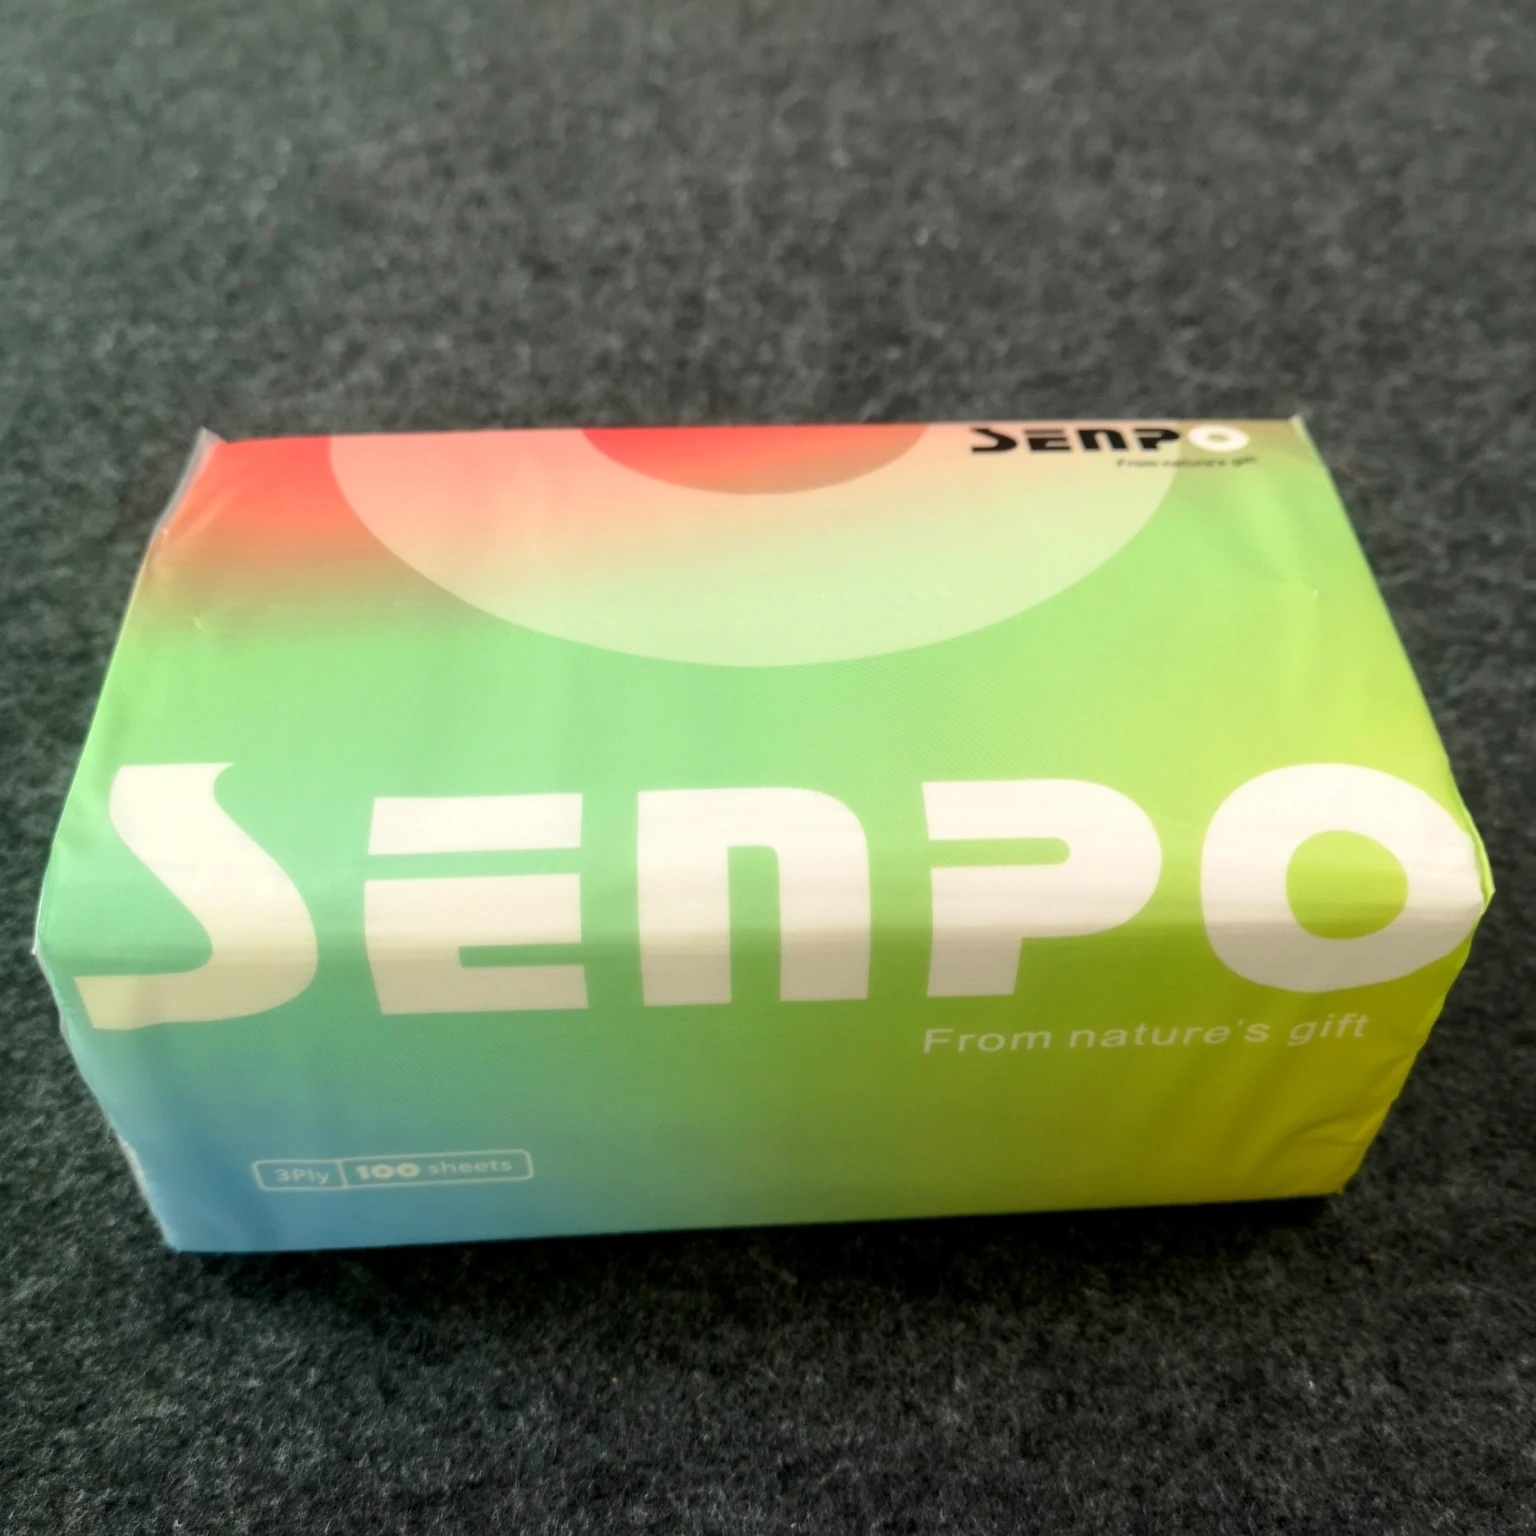 SENPO
From nature's gift
SENPO
From nature's gift
3Ply 100 sheets